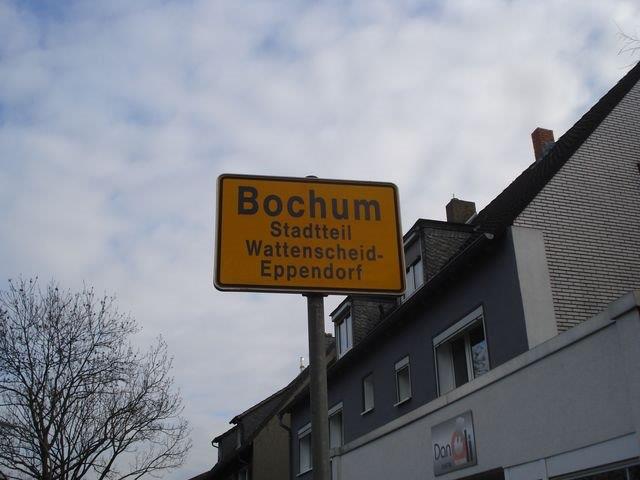 Bochum
Stadtteil
Wattenscheid-
Eppendorf